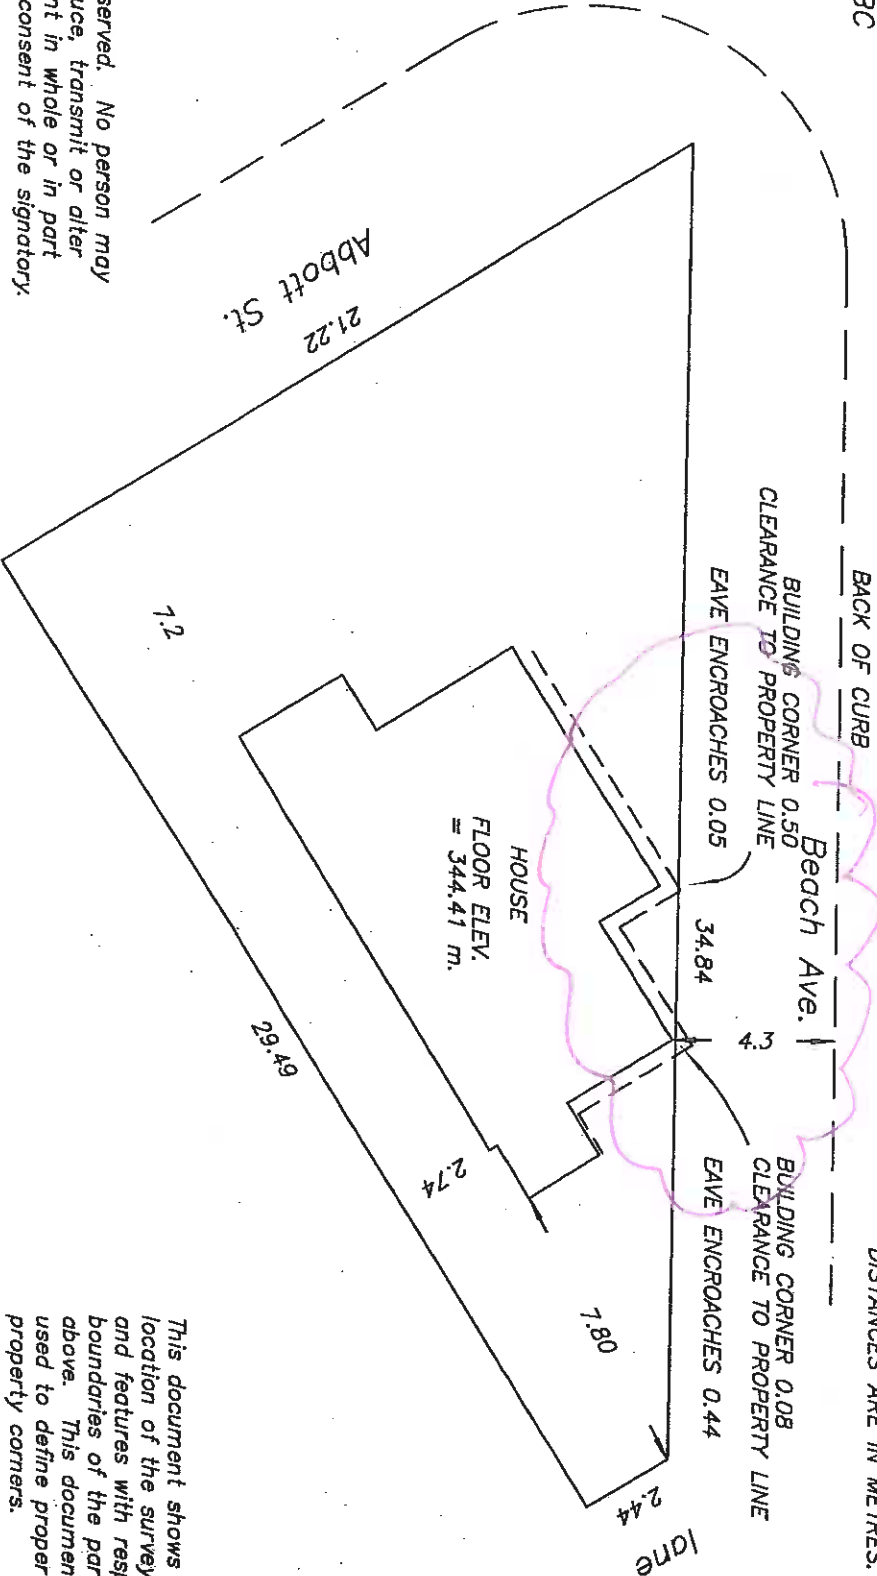 BC
DISTANCES ARE IN METRES.
BACK OF CURB
Beach Ave.
BUILDING CORNER 0.50
CLEARANCE TO PROPERTY LINE
EAVE ENCROACHES 0.05
34.84
4.3
BUILDING CORNER 0.08
CLEARANCE TO PROPERTY LINE
EAVE ENCROACHES 0.44
Abbott St.
21.22
HOUSE
FLOOR ELEV.
= 344.41 m.
7.2
29.49
2.74
7.80
2.44
lane
served. No person may
uce, transmit or alter
nt in whole or in part
consent of the signatory.
This document shows
location of the survey
and features with resp
boundaries of the par
above. This documen
used to define proper
property corners.